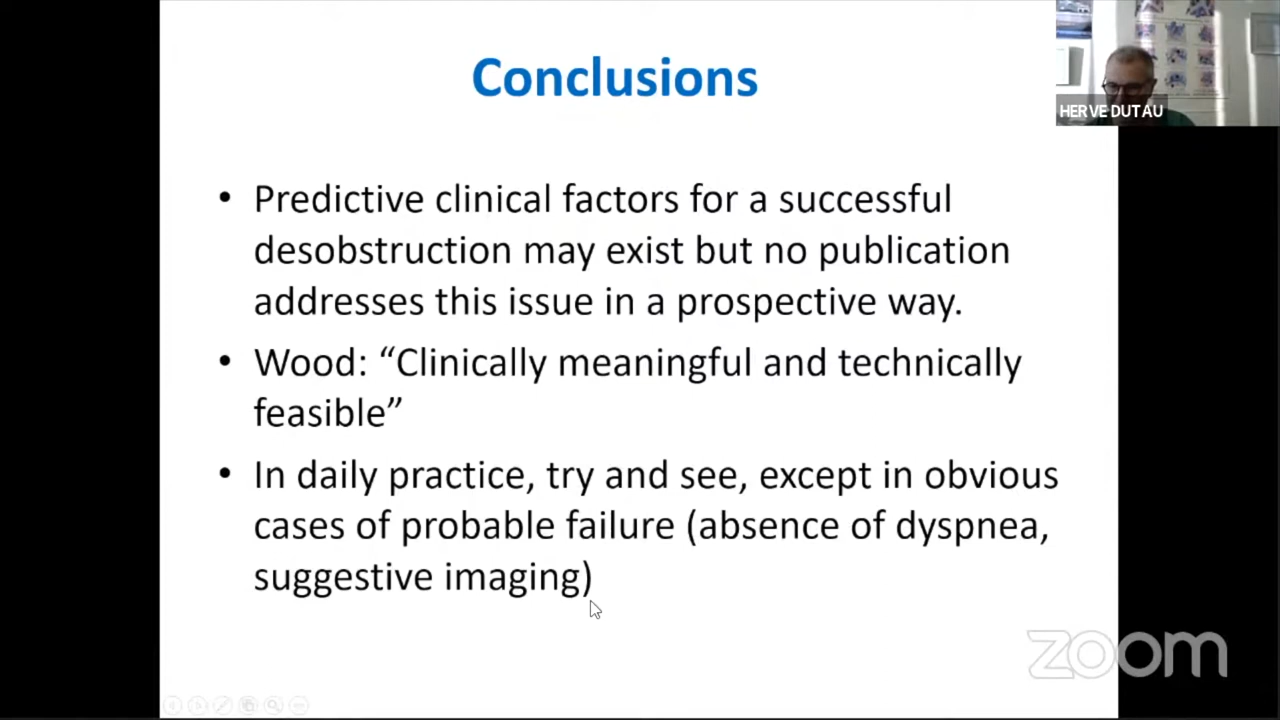 Conclusions
HERVE DUTAU
• Predictive clinical factors for a successful
desobstruction may exist but no publication
addresses this issue in a prospective way.
• Wood: “Clinically meaningful and technically
feasible”
• In daily practice, try and see, except in obvious
cases of probable failure (absence of dyspnea,
suggestive imaging)
zoom